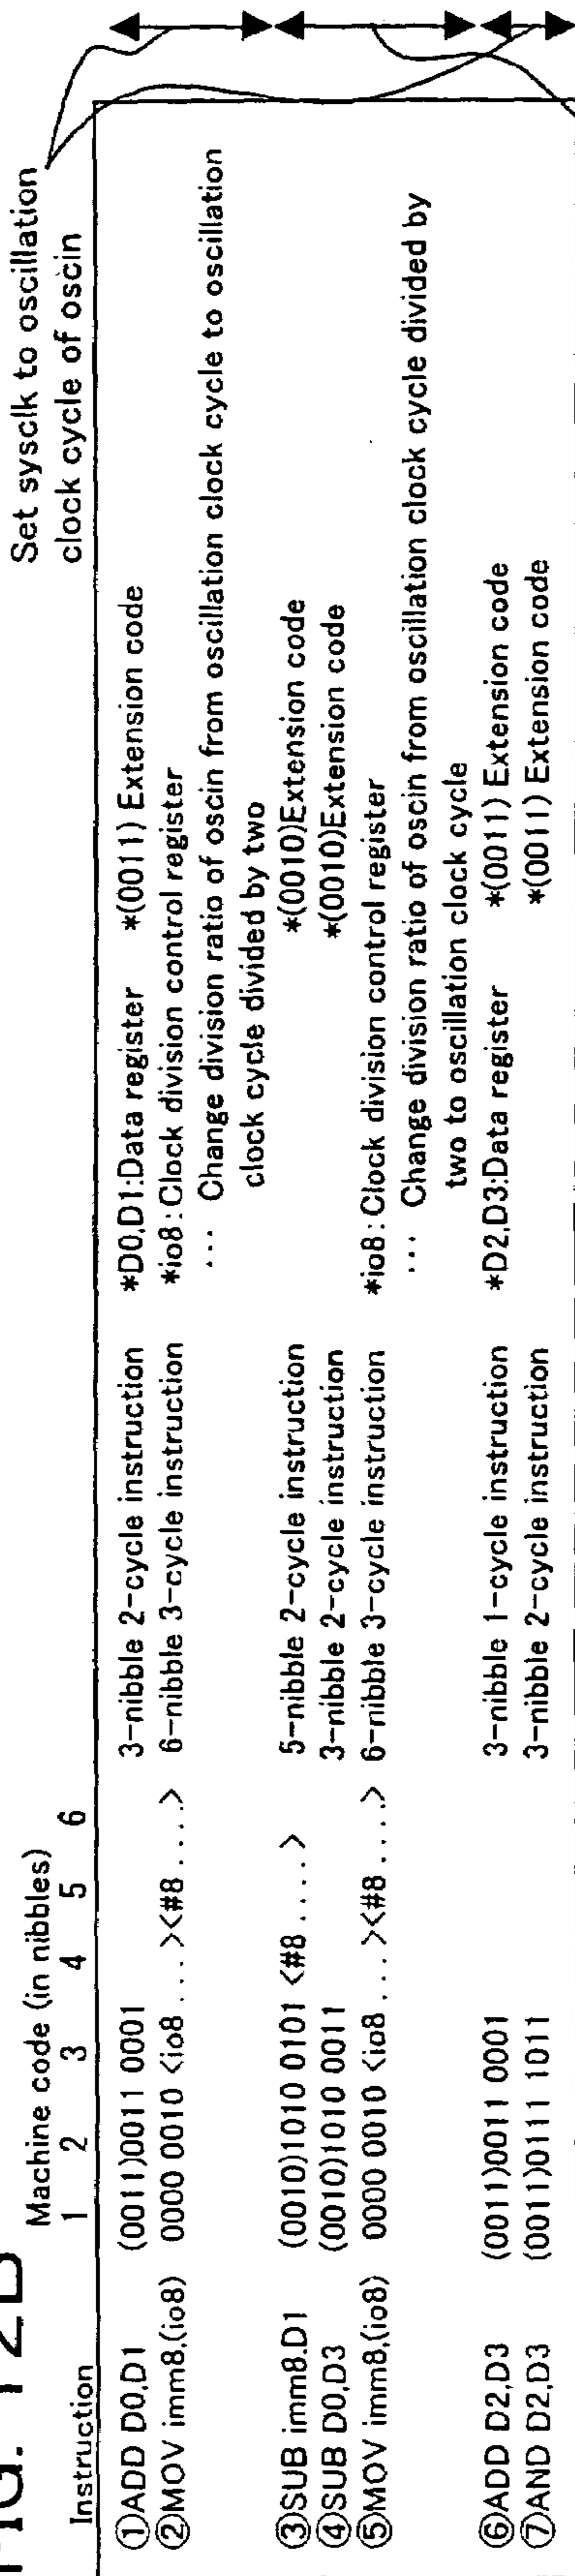 FIG. 12B
Set sysclk to oscillation
clock cycle of oscin
Machine code (in nibbles)
Instruction 1 2 3 4 5 6
①ADD D0,D1 (0011)0011 0001 3-nibble 2-cycle instruction *D0,D1:Data register *(0011) Extension code
②MOV imm8,(io8) 0000 0010 <io8 ... ><#8 ....> 6-nibble 3-cycle instruction *io8 : Clock division control register
... Change division ratio of oscin from oscillation clock cycle to oscillation
clock cycle divided by two
③SUB imm8.D1 (0010)1010 0101 <#8 ....> 5-nibble 2-cycle instruction *(0010)Extension code
④SUB D0,D3 (0010)1010 0011 3-nibble 2-cycle instruction *(0010)Extension code
⑤MOV imm8,(io8) 0000 0010 <io8 ... ><#8 ....> 6-nibble 3-cycle instruction *io8 : Clock division control register
... Change division ratio of oscin from oscillation clock cycle divided by
two to oscillation clock cycle
⑥ADD D2,D3 (0011)0011 0001 3-nibble 1-cycle instruction *D2,D3:Data register *(0011) Extension code
⑦AND D2,D3 (0011)0111 1011 3-nibble 2-cycle instruction *(0011) Extension code